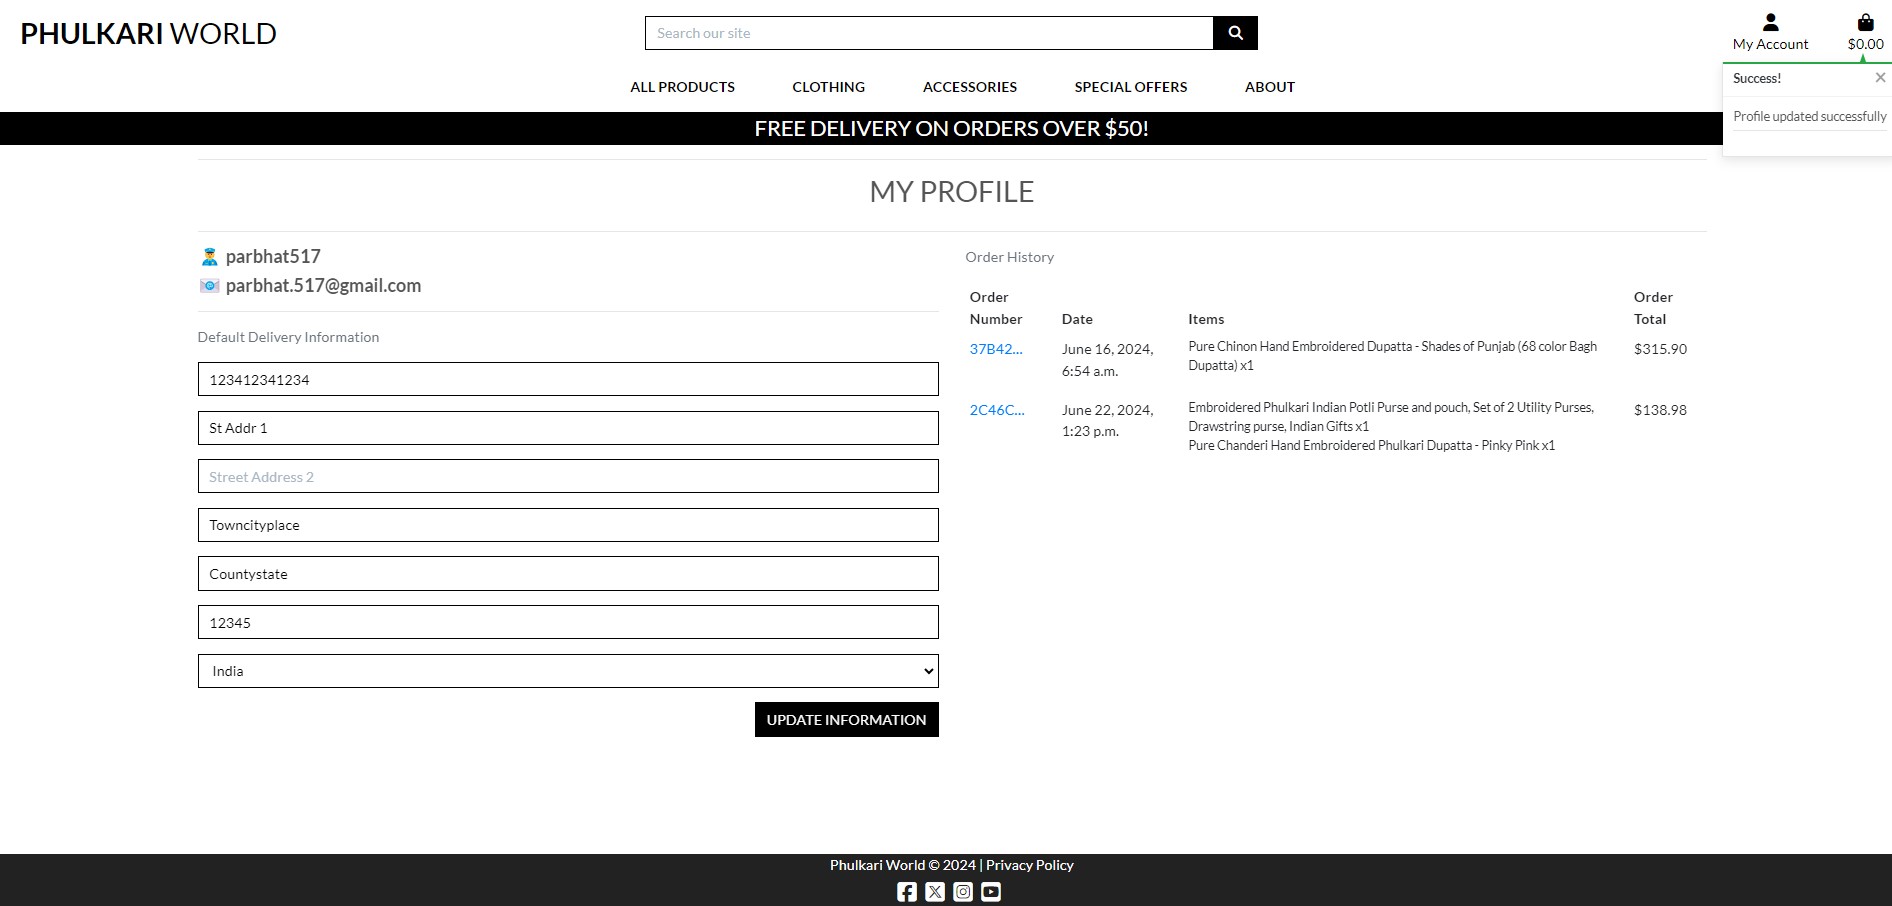 PHULKARI WORLD
Search our site
My Account
$0.00
ALL PRODUCTS CLOTHING ACCESSORIES SPECIAL OFFERS ABOUT
Success!
×
Profile updated successfully
FREE DELIVERY ON ORDERS OVER $50!
MY PROFILE
parbhat517
parbhat.517@gmail.com
Default Delivery Information
123412341234
St Addr 1
Street Address 2
Towncityplace
Countystate
12345
India
UPDATE INFORMATION
Order History
Order Number Date Items Order Total
37B42... June 16, 2024, 6:54 a.m. Pure Chinon Hand Embroidered Dupatta - Shades of Punjab (68 color Bagh Dupatta) x1 $315.90
2C46C... June 22, 2024, 1:23 p.m. Embroidered Phulkari Indian Potli Purse and pouch, Set of 2 Utility Purses, Drawstring purse, Indian Gifts x1
Pure Chanderi Hand Embroidered Phulkari Dupatta - Pinky Pink x1 $138.98
Phulkari World © 2024 | Privacy Policy